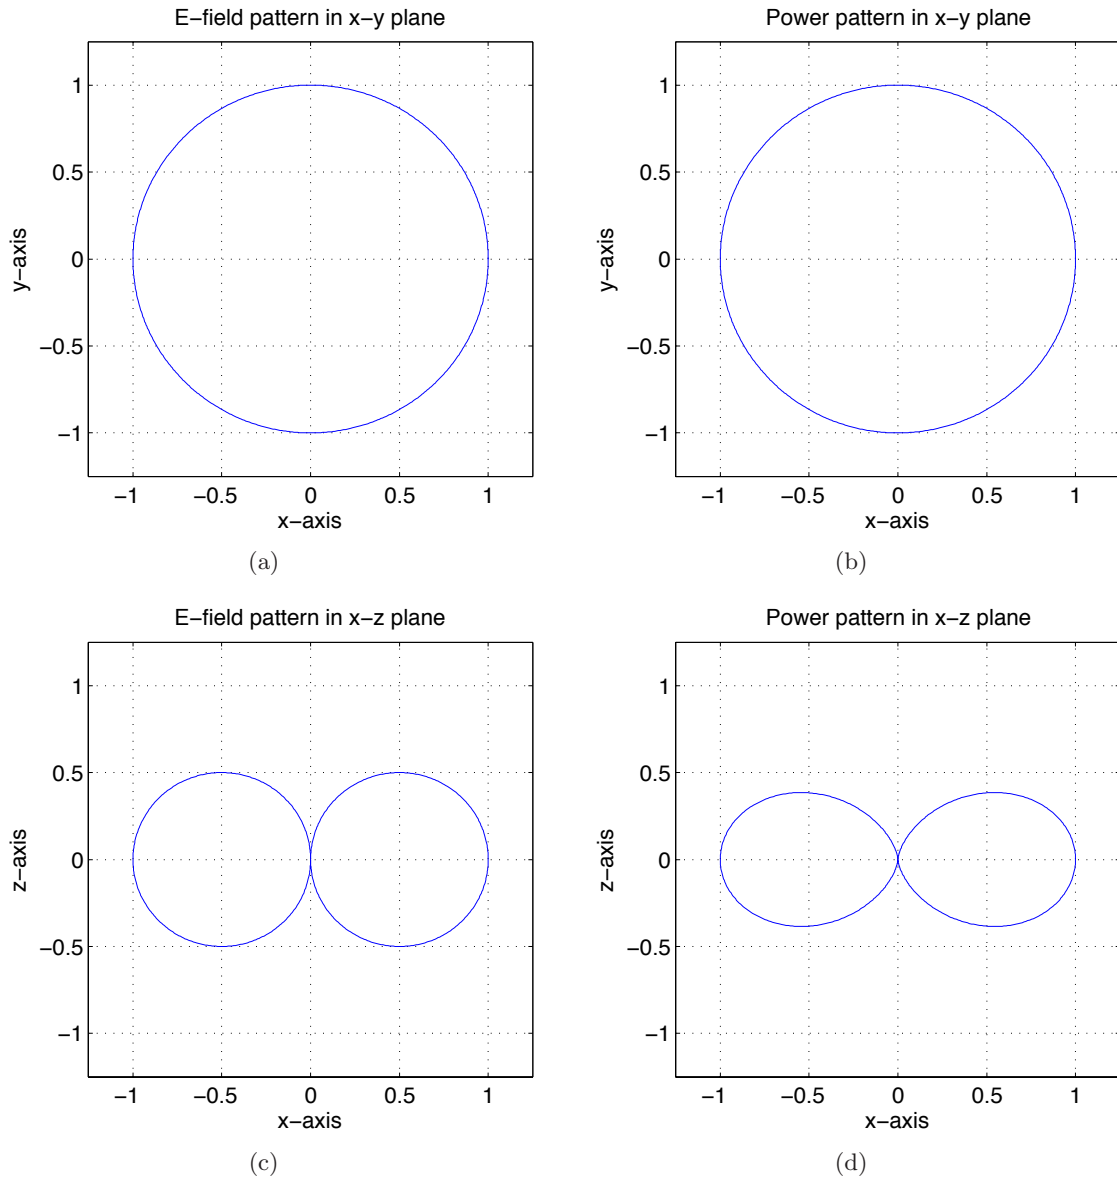 E−field pattern in x−y plane
1
0.5
0
−0.5
−1
y−axis
−1 −0.5 0 0.5 1
x−axis
(a)
Power pattern in x−y plane
1
0.5
0
−0.5
−1
y−axis
−1 −0.5 0 0.5 1
x−axis
(b)
E−field pattern in x−z plane
1
0.5
0
−0.5
−1
z−axis
−1 −0.5 0 0.5 1
x−axis
(c)
Power pattern in x−z plane
1
0.5
0
−0.5
−1
z−axis
−1 −0.5 0 0.5 1
x−axis
(d)